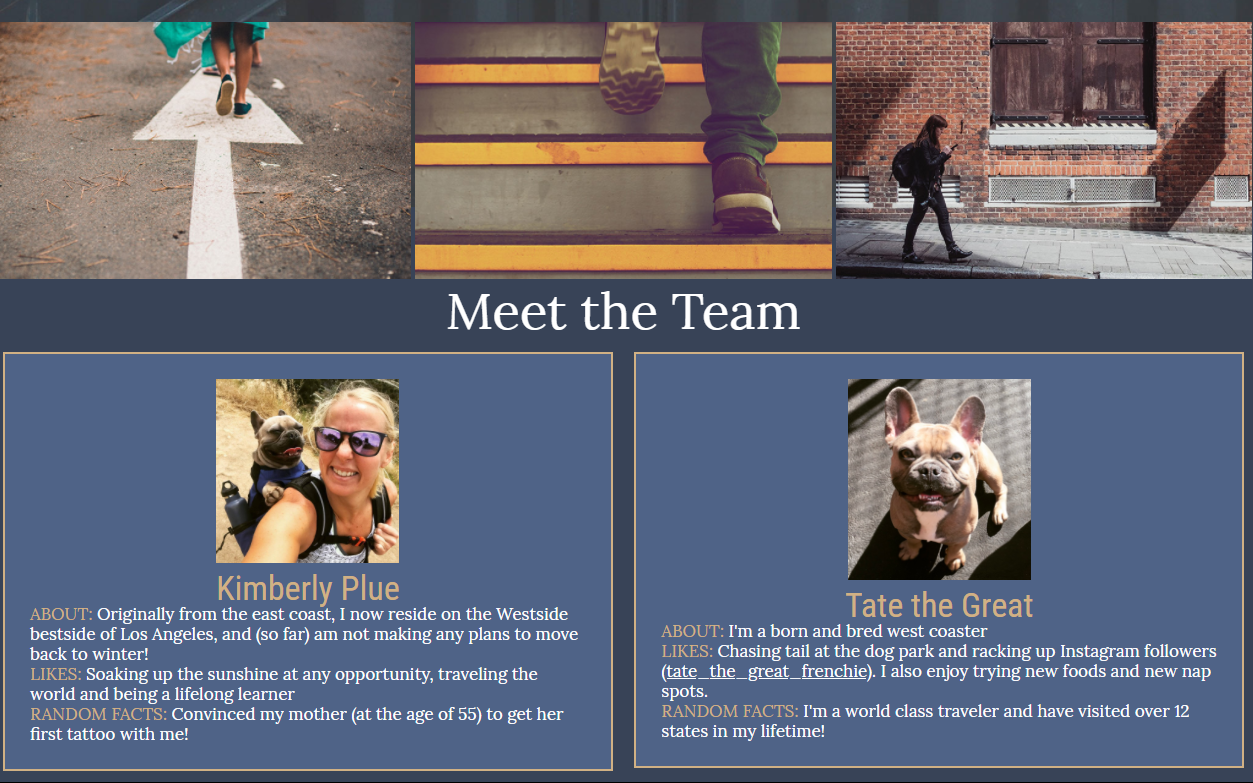 Meet the Team
Kimberly Plue
ABOUT: Originally from the east coast, I now reside on the Westside
bestside of Los Angeles, and (so far) am not making any plans to move
back to winter!
LIKES: Soaking up the sunshine at any opportunity, traveling the
world and being a lifelong learner
RANDOM FACTS: Convinced my mother (at the age of 55) to get her
first tattoo with me!
Tate the Great
ABOUT: I'm a born and bred west coaster
LIKES: Chasing tail at the dog park and racking up Instagram followers
(tate_the_great_frenchie). I also enjoy trying new foods and new nap
spots.
RANDOM FACTS: I'm a world class traveler and have visited over 12
states in my lifetime!